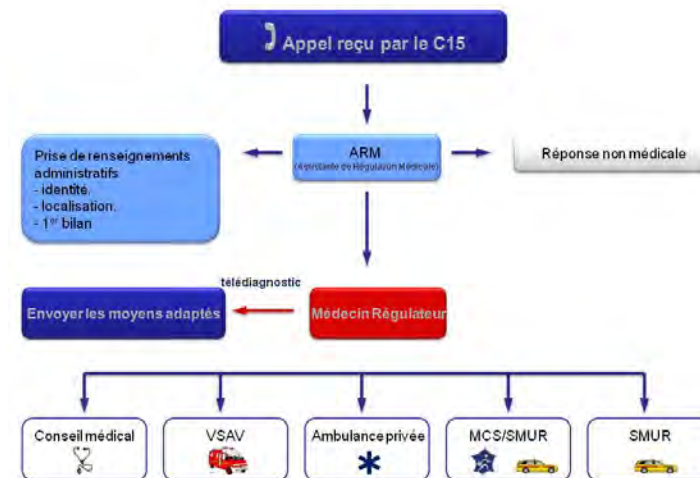 Appel reçu par le C15
Prise de renseignements
administratifs
- identité.
- localisation.
- 1er bilan
ARM
(Assistante de Régulation Médicale)
Réponse non médicale
télédiagnostic
Envoyer les moyens adaptés
Médecin Régulateur
Conseil médical
VSAV
Ambulance privée
MCS/SMUR
SMUR